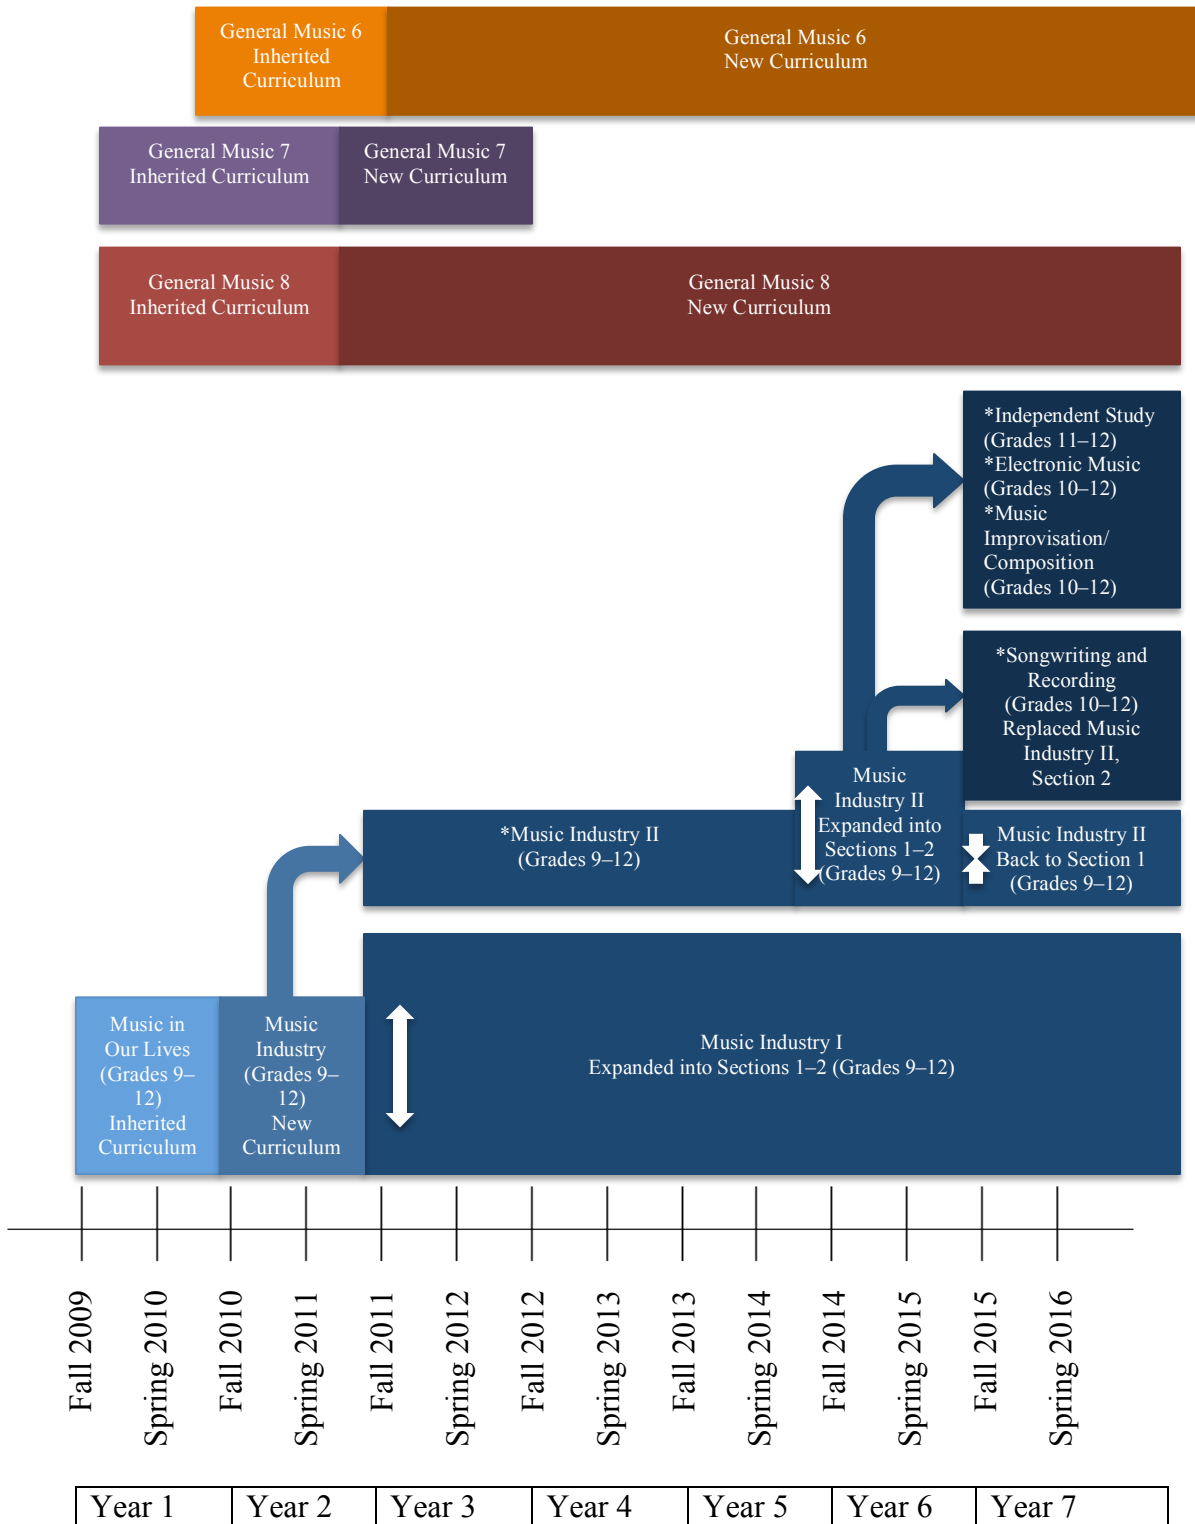 General Music 6
Inherited
Curriculum
General Music 6
New Curriculum
General Music 7
Inherited Curriculum
General Music 7
New Curriculum
General Music 8
Inherited Curriculum
General Music 8
New Curriculum
*Independent Study
(Grades 11–12)
*Electronic Music
(Grades 10–12)
*Music
Improvisation/
Composition
(Grades 10–12)
*Songwriting and
Recording
(Grades 10–12)
Replaced Music
Industry II,
Section 2
Music
Industry II
Expanded into
Sections 1–2
(Grades 9–12)
*Music Industry II
(Grades 9–12)
Music Industry II
Back to Section 1
(Grades 9–12)
Music in
Our Lives
(Grades 9–
12)
Inherited
Curriculum
Music
Industry
(Grades 9–
12)
New
Curriculum
Music Industry I
Expanded into Sections 1–2 (Grades 9–12)
Fall 2009
Spring 2010
Fall 2010
Spring 2011
Fall 2011
Spring 2012
Fall 2012
Spring 2013
Fall 2013
Spring 2014
Fall 2014
Spring 2015
Fall 2015
Spring 2016
Year 1
Year 2
Year 3
Year 4
Year 5
Year 6
Year 7